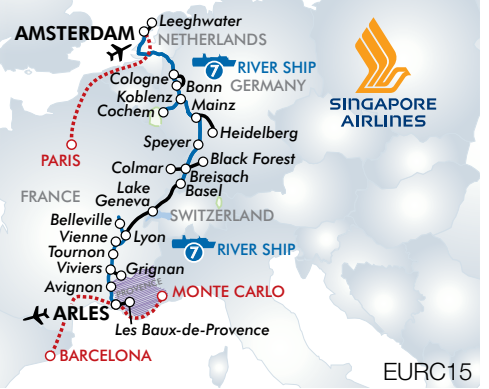 Leeghwater
AMSTERDAM
NETHERLANDS
7 RIVER SHIP
Cologne
Bonn
GERMANY
Koblenz
Mainz
Cochem
SINGAPORE
AIRLINES
Heidelberg
Speyer
PARIS
Black Forest
Colmar
Breisach
Basel
FRANCE
Lake
Geneva
SWITZERLAND
Belleville
Vienne
Lyon
7 RIVER SHIP
Tournon
Viviers
Grignan
PROVENCE
Avignon
MONTE CARLO
ARLES
Les Baux-de-Provence
BARCELONA
EURC15